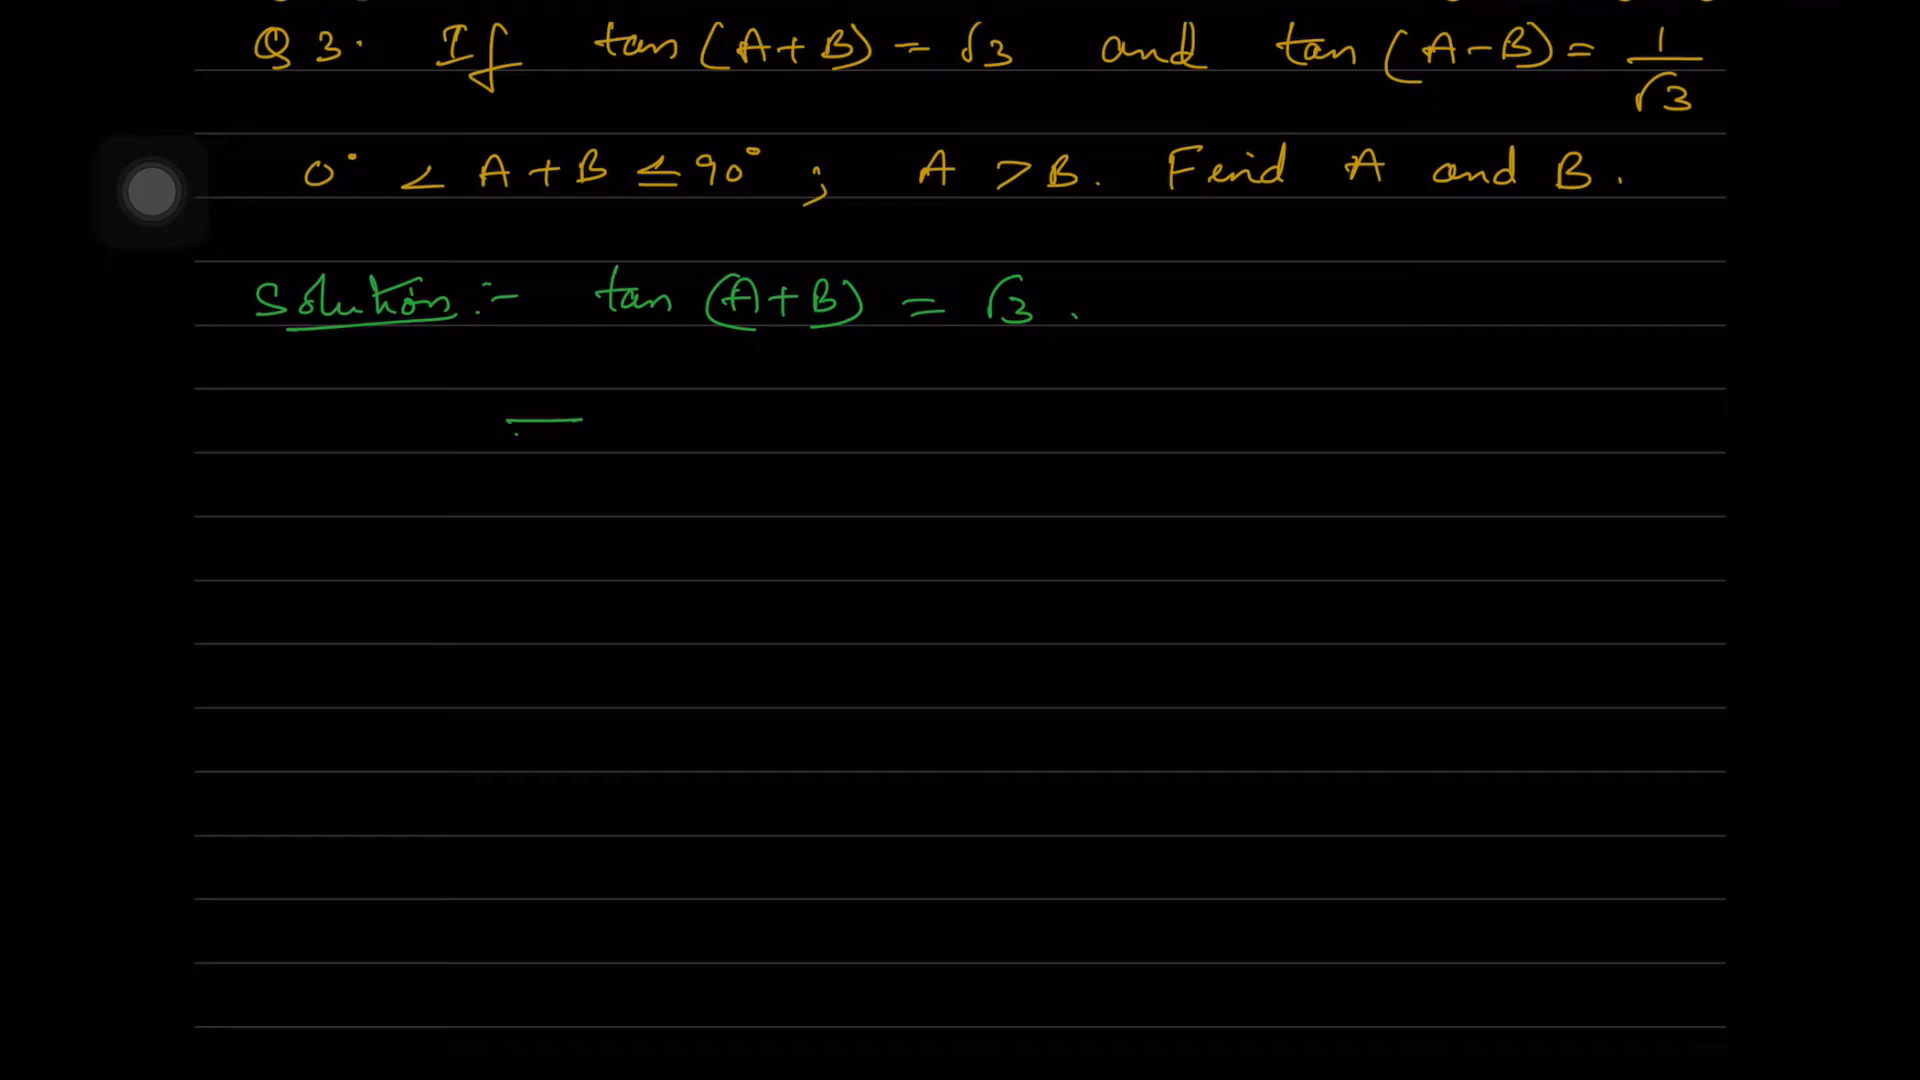 Q 3. If tan (A+B) = √3 and tan (A-B) = 1/√3
0° < A+B ≤ 90° ; A > B. Find A and B.
Solution :- tan (A+B) = √3 .